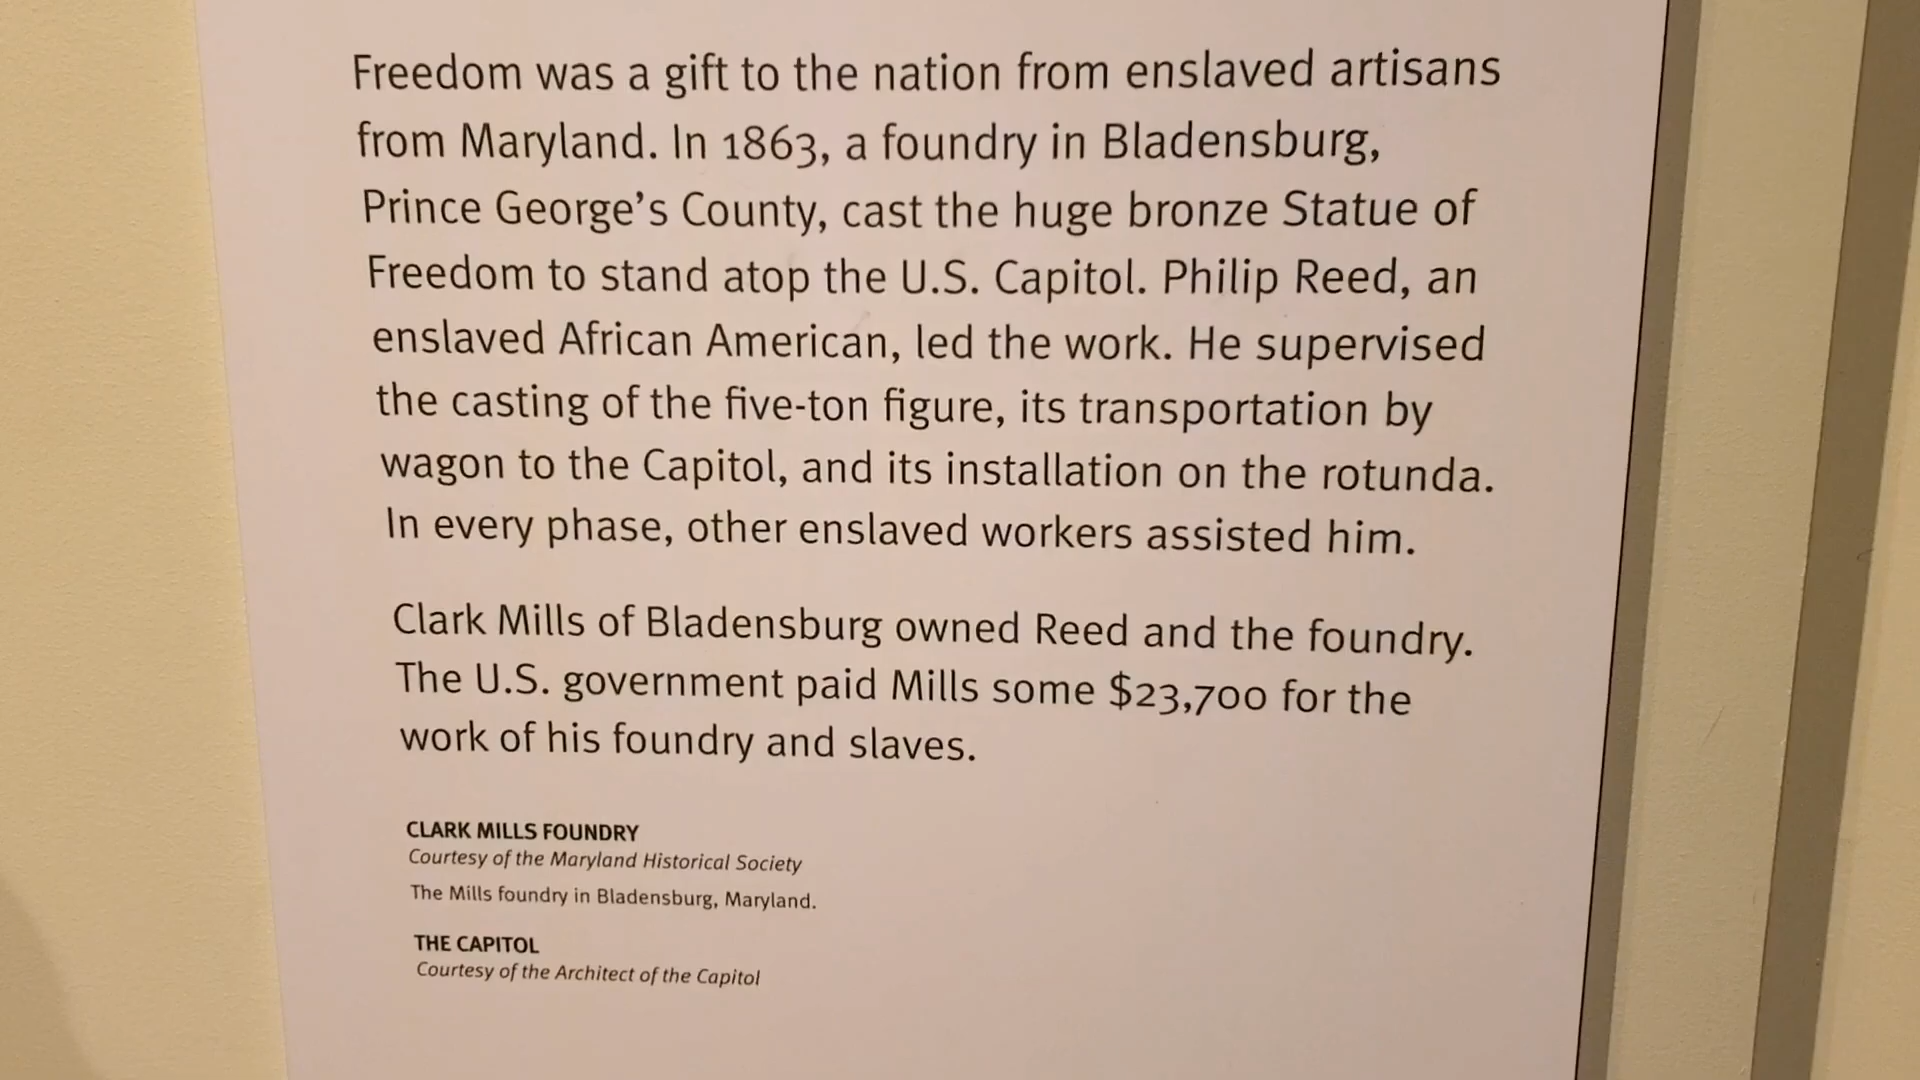 Freedom was a gift to the nation from enslaved artisans
from Maryland. In 1863, a foundry in Bladensburg,
Prince George’s County, cast the huge bronze Statue of
Freedom to stand atop the U.S. Capitol. Philip Reed, an
enslaved African American, led the work. He supervised
the casting of the five-ton figure, its transportation by
wagon to the Capitol, and its installation on the rotunda.
In every phase, other enslaved workers assisted him.
Clark Mills of Bladensburg owned Reed and the foundry.
The U.S. government paid Mills some $23,700 for the
work of his foundry and slaves.
CLARK MILLS FOUNDRY
Courtesy of the Maryland Historical Society
The Mills foundry in Bladensburg, Maryland.
THE CAPITOL
Courtesy of the Architect of the Capitol